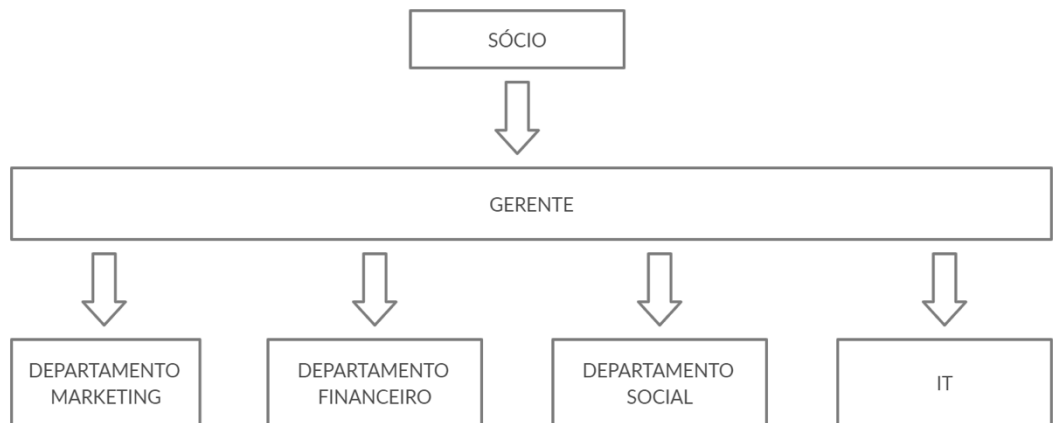 SÓCIO
GERENTE
DEPARTAMENTO
MARKETING
DEPARTAMENTO
FINANCEIRO
DEPARTAMENTO
SOCIAL
IT